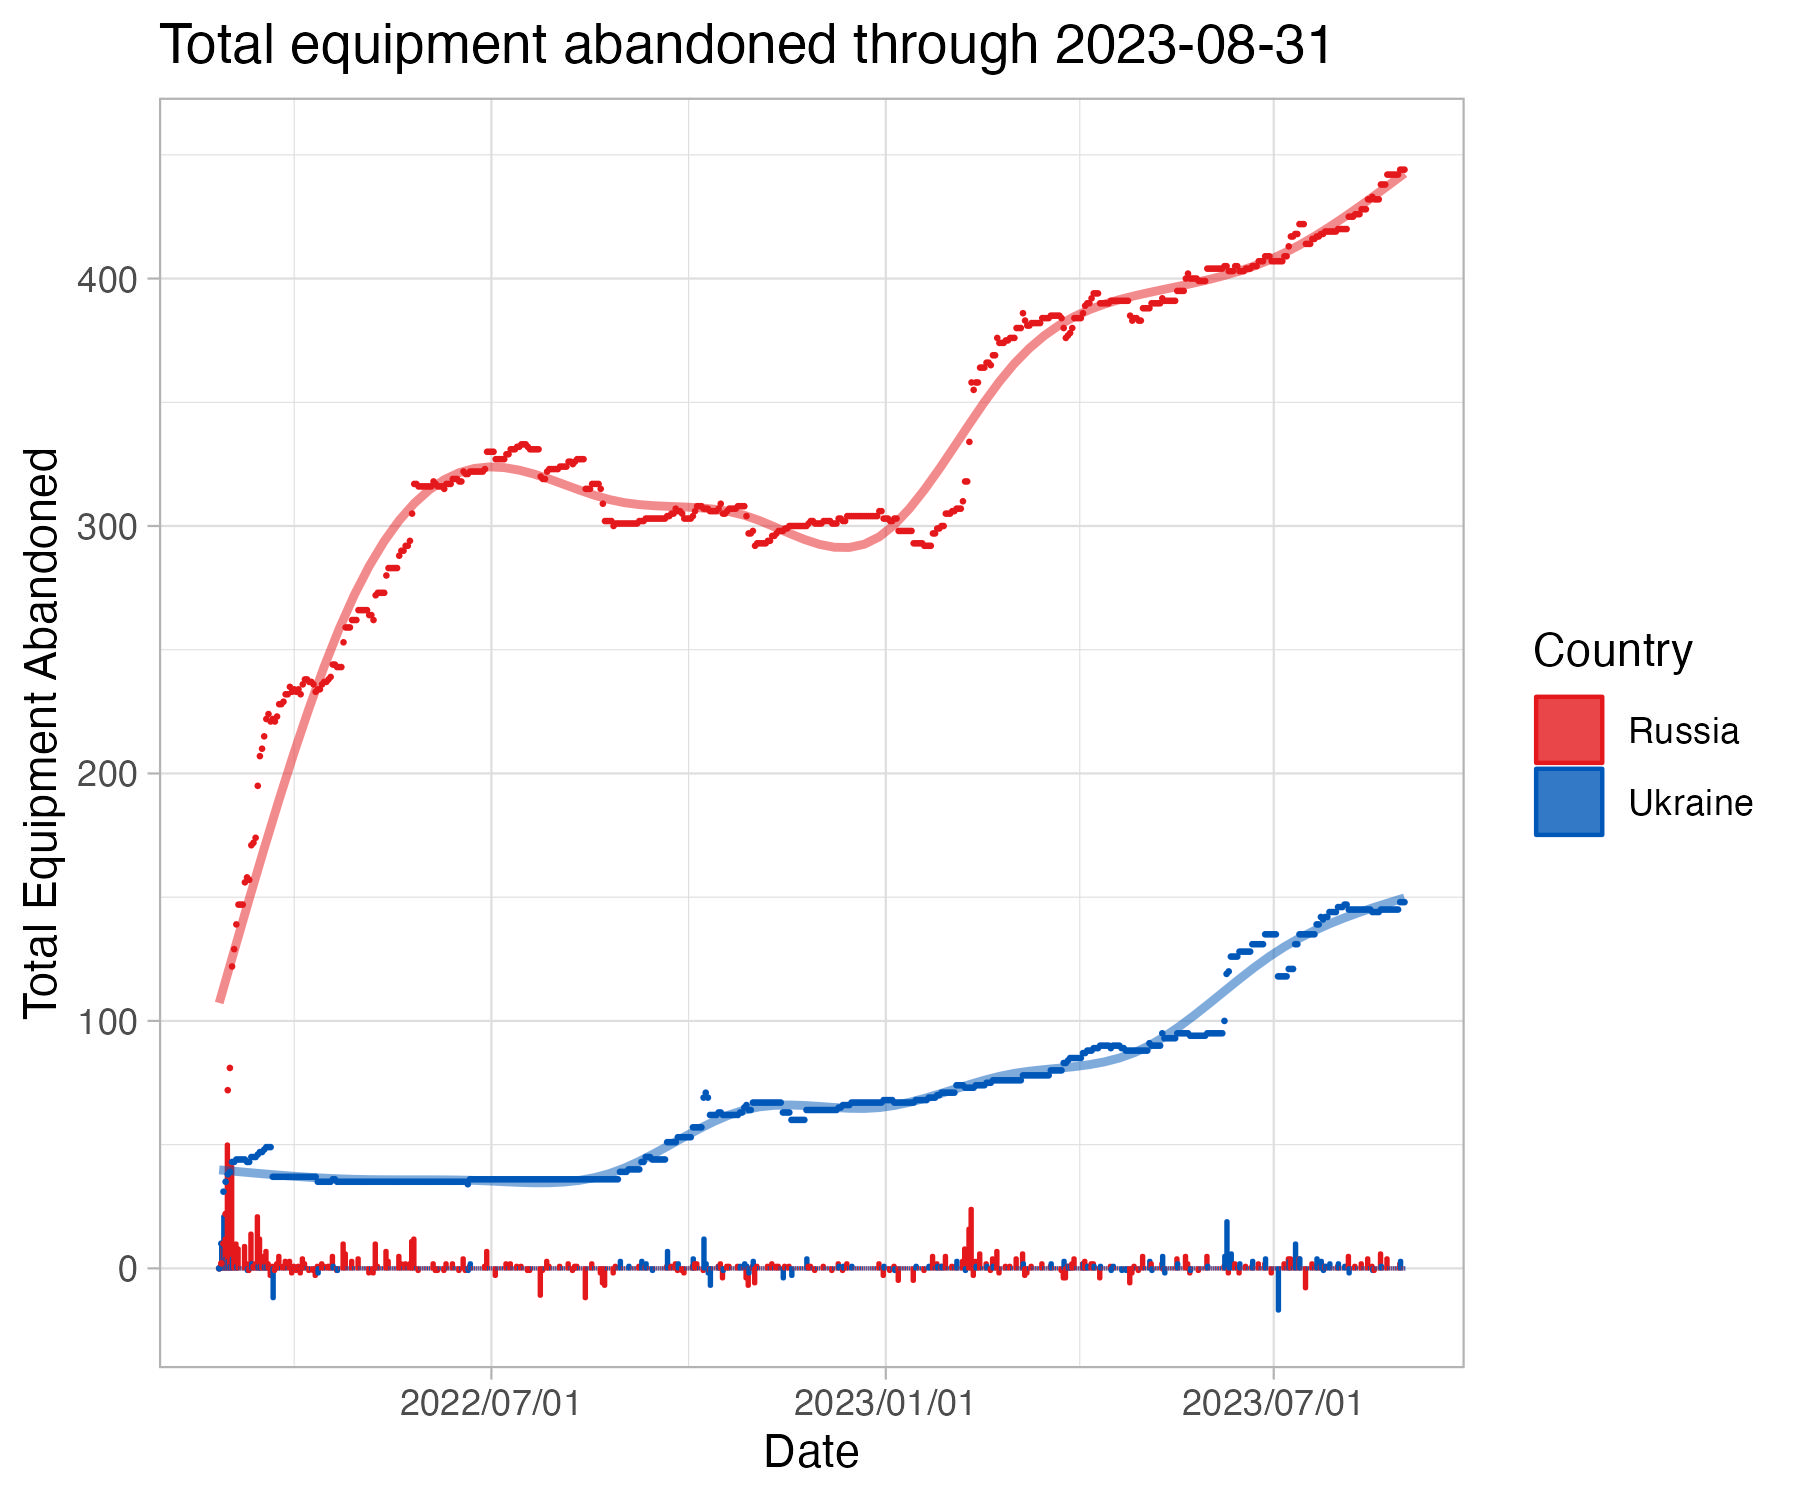 Total equipment abandoned through 2023-08-31
Total Equipment Abandoned
400
300
200
100
0
2022/07/01
2023/01/01
2023/07/01
Date
Country
Russia
Ukraine